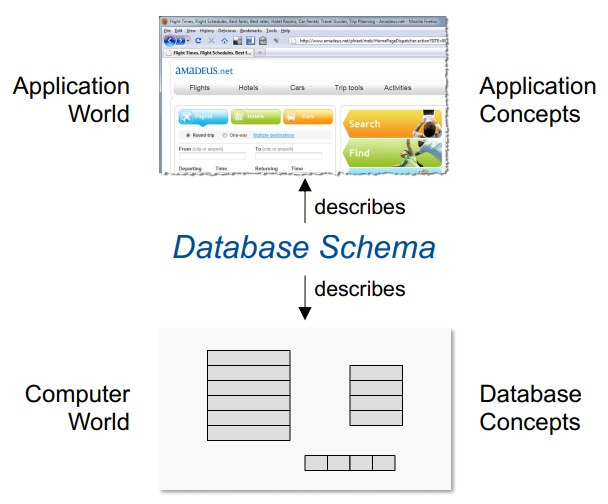 Flight Times, Flight Schedules, Best fares, Best rates, Hotel Rooms, Car Rental, Travel Guides, Trip Planning - Amadeus.net - Mozilla Firefox
File Edit View History Delicious Bookmarks Tools Help
http://www.amadeus.net/plnext/meb/HomePageDispatcher.action?SITE=B
Flight Times, Flight Schedules, Best f...
amadeus.net
Flights Hotels Cars Trip tools Activities
Flights Hotels Cars
Round-trip One-way Multiple destinations
From (city or airport) To (city or airport)
Departing Time Returning Time
Search
Find
Application
World
Application
Concepts
describes
Database Schema
describes
Computer
World
Database
Concepts